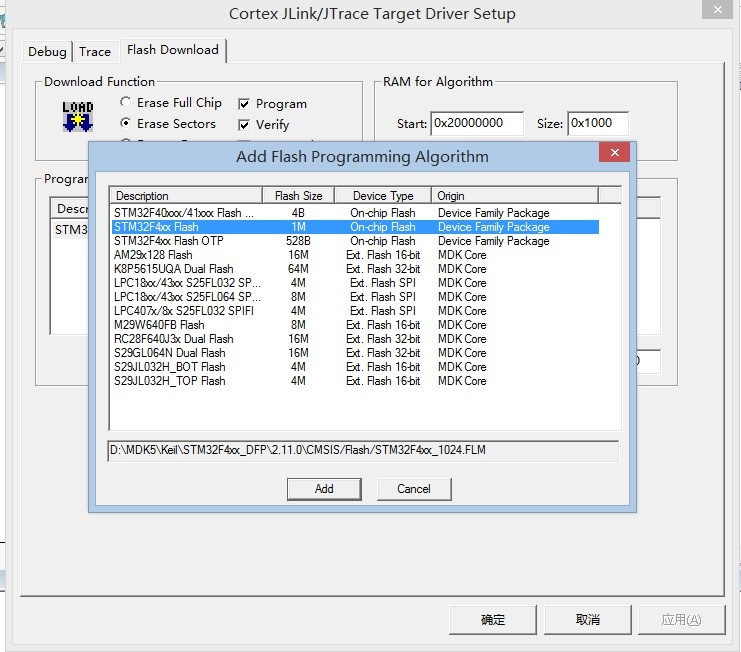 Cortex JLink/JTrace Target Driver Setup
Debug Trace Flash Download
Download Function
LOAD
Erase Full Chip
Program
Erase Sectors
Verify
RAM for Algorithm
Start: 0x20000000 Size: 0x1000
Add Flash Programming Algorithm
Description Flash Size Device Type Origin
STM32F40xxx/41xxx Flash ... 4B On-chip Flash Device Family Package
STM32F4xx Flash 1M On-chip Flash Device Family Package
STM32F4xx Flash OTP 528B On-chip Flash Device Family Package
AM29x128 Flash 16M Ext. Flash 16-bit MDK Core
K8P5615UQA Dual Flash 64M Ext. Flash 32-bit MDK Core
LPC18xx/43xx S25FL032 SP... 4M Ext. Flash SPI MDK Core
LPC18xx/43xx S25FL064 SP... 8M Ext. Flash SPI MDK Core
LPC407x/8x S25FL032 SPIFI 4M Ext. Flash SPI MDK Core
M29W640FB Flash 8M Ext. Flash 16-bit MDK Core
RC28F640J3x Dual Flash 16M Ext. Flash 32-bit MDK Core
S29GL064N Dual Flash 16M Ext. Flash 32-bit MDK Core
S29JL032H_BOT Flash 4M Ext. Flash 16-bit MDK Core
S29JL032H_TOP Flash 4M Ext. Flash 16-bit MDK Core
D:\MDK5\Keil\STM32F4xx_DFP\2.11.0\CMSIS/Flash/STM32F4xx_1024.FLM
Add Cancel
Program
Descr
STM3
确定 取消 应用(A)